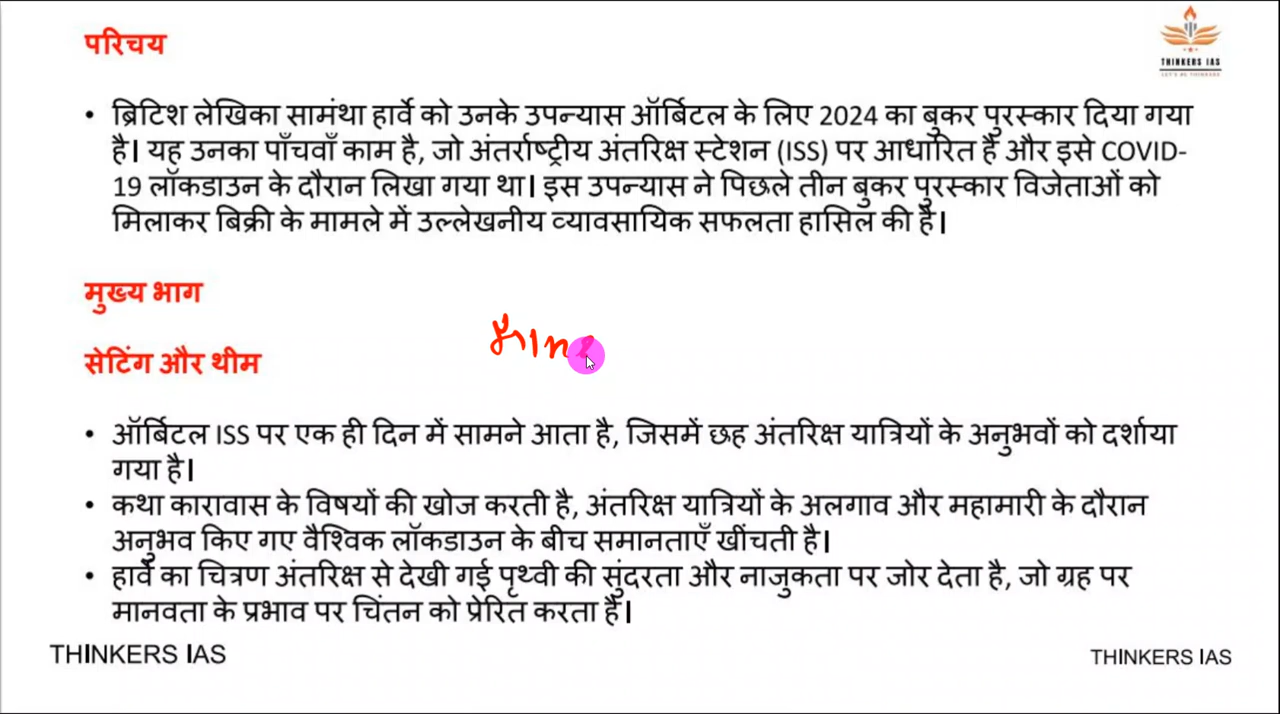 परिचय
THINKERS IAS
LET'S BE THINKERS
• ब्रिटिश लेखिका सामंथा हार्वे को उनके उपन्यास ऑर्बिटल के लिए 2024 का बुकर पुरस्कार दिया गया
है। यह उनका पाँचवाँ काम है, जो अंतर्राष्ट्रीय अंतरिक्ष स्टेशन (ISS) पर आधारित है और इसे COVID-
19 लॉकडाउन के दौरान लिखा गया था। इस उपन्यास ने पिछले तीन बुकर पुरस्कार विजेताओं को
मिलाकर बिक्री के मामले में उल्लेखनीय व्यावसायिक सफलता हासिल की है।
मुख्य भाग
सेटिंग और थीम
• ऑर्बिटल ISS पर एक ही दिन में सामने आता है, जिसमें छह अंतरिक्ष यात्रियों के अनुभवों को दर्शाया
गया है।
• कथा कारावास के विषयों की खोज करती है, अंतरिक्ष यात्रियों के अलगाव और महामारी के दौरान
अनुभव किए गए वैश्विक लॉकडाउन के बीच समानताएँ खींचती है।
• हार्वे का चित्रण अंतरिक्ष से देखी गई पृथ्वी की सुंदरता और नाजुकता पर जोर देता है, जो ग्रह पर
मानवता के प्रभाव पर चिंतन को प्रेरित करता है।
THINKERS IAS
THINKERS IAS